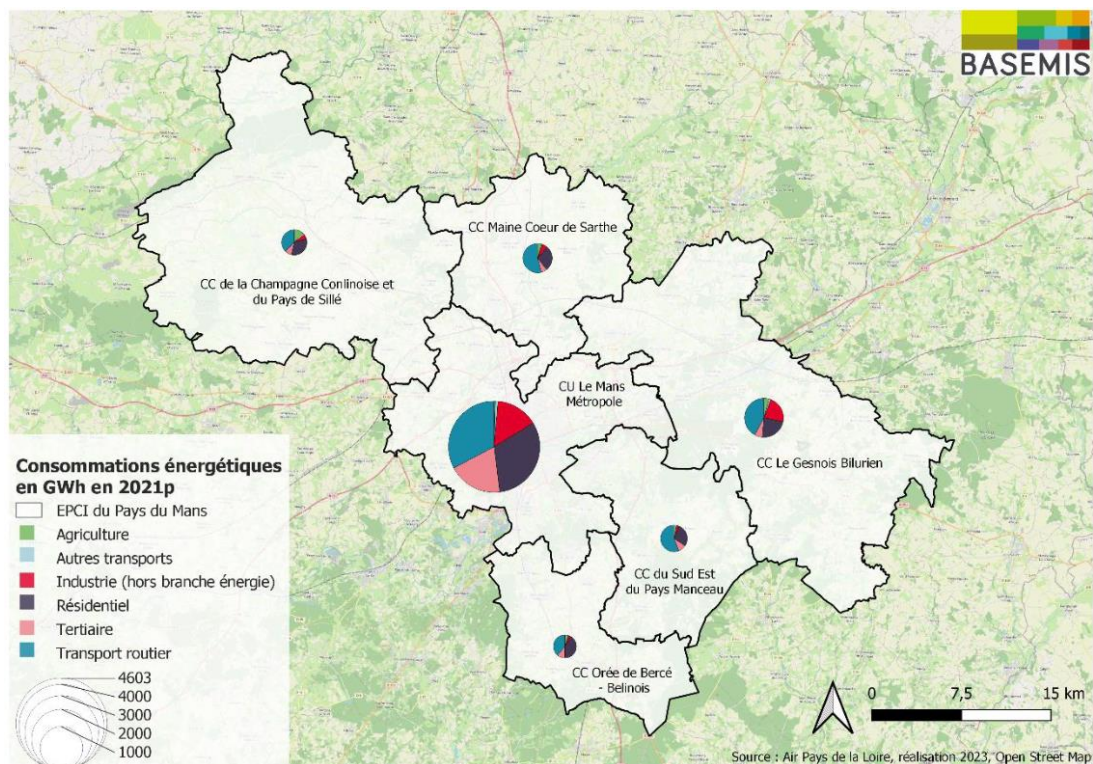 BASEMIS
CC Maine Coeur de Sarthe
CC de la Champagne Conlinoise et
du Pays de Sillé
CU Le Mans
Métropole
CC Le Gesnois Bilurien
CC du Sud Est
du Pays Manceau
CC Orée de Bercé
- Belinois
Consommations énergétiques
en GWh en 2021p
EPCI du Pays du Mans
Agriculture
Autres transports
Industrie (hors branche énergie)
Résidentiel
Tertiaire
Transport routier
4603
4000
3000
2000
1000
0 7,5 15 km
Source : Air Pays de la Loire, réalisation 2023, Open Street Map